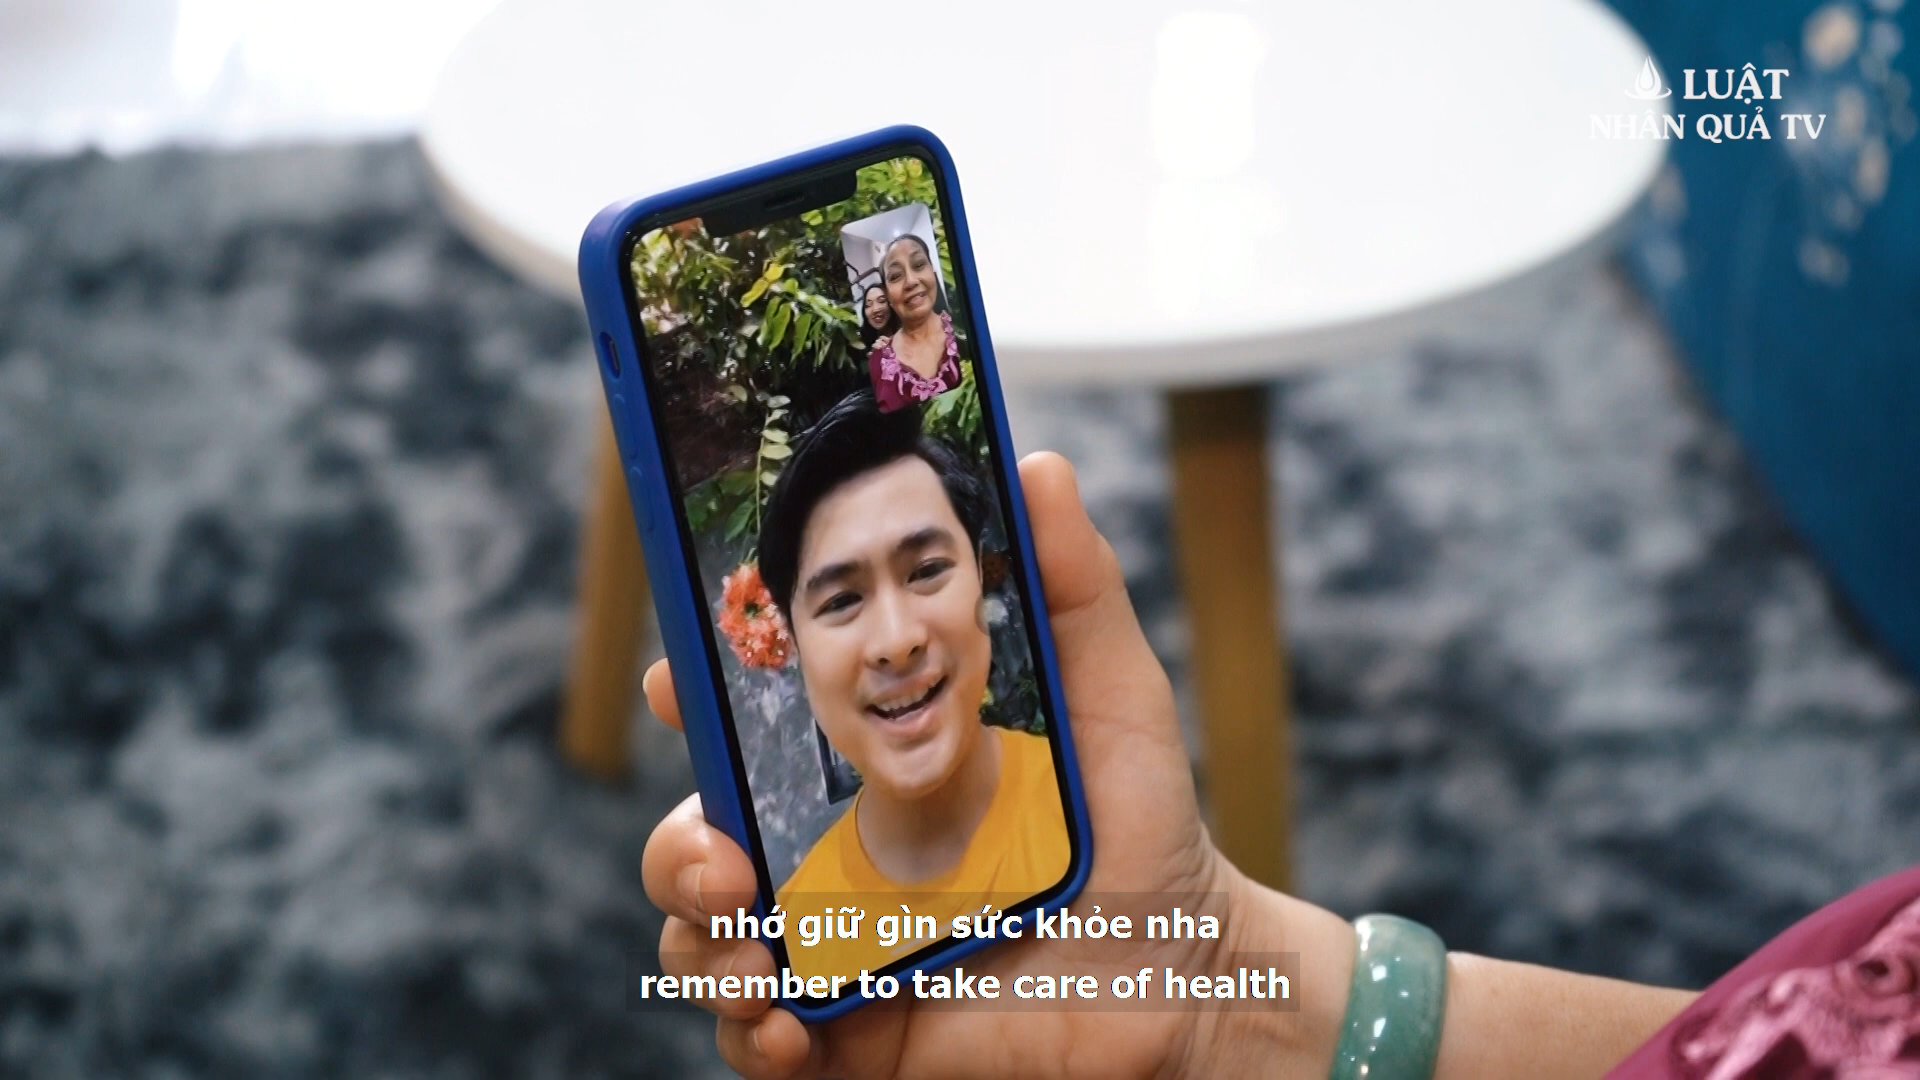 LUẬT
NHÂN QUẢ TV
nhớ giữ gìn sức khỏe nha
remember to take care of health